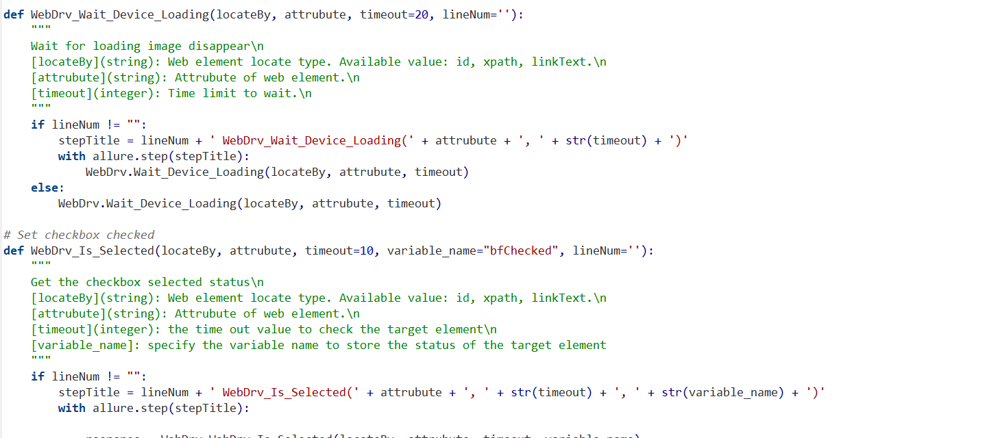 def WebDrv_Wait_Device_Loading(locateBy, attrubute, timeout=20, lineNum=''):
    """
    Wait for loading image disappear\n
    [locateBy](string): Web element locate type. Available value: id, xpath, linkText.\n
    [attrubute](string): Attrubute of web element.\n
    [timeout](integer): Time limit to wait.\n
    """
    if lineNum != "":
        stepTitle = lineNum + ' WebDrv_Wait_Device_Loading(' + attrubute + ', ' + str(timeout) + ')'
        with allure.step(stepTitle):
            WebDrv.Wait_Device_Loading(locateBy, attrubute, timeout)
    else:
        WebDrv.Wait_Device_Loading(locateBy, attrubute, timeout)

# Set checkbox checked
def WebDrv_Is_Selected(locateBy, attrubute, timeout=10, variable_name="bfChecked", lineNum=''):
    """
    Get the checkbox selected status\n
    [locateBy](string): Web element locate type. Available value: id, xpath, linkText.\n
    [attrubute](string): Attrubute of web element.\n
    [timeout](integer): the time out value to check the target element\n
    [variable_name]: specify the variable name to store the status of the target element
    """
    if lineNum != "":
        stepTitle = lineNum + ' WebDrv_Is_Selected(' + attrubute + ', ' + str(timeout) + ', ' + str(variable_name) + ')'
        with allure.step(stepTitle):